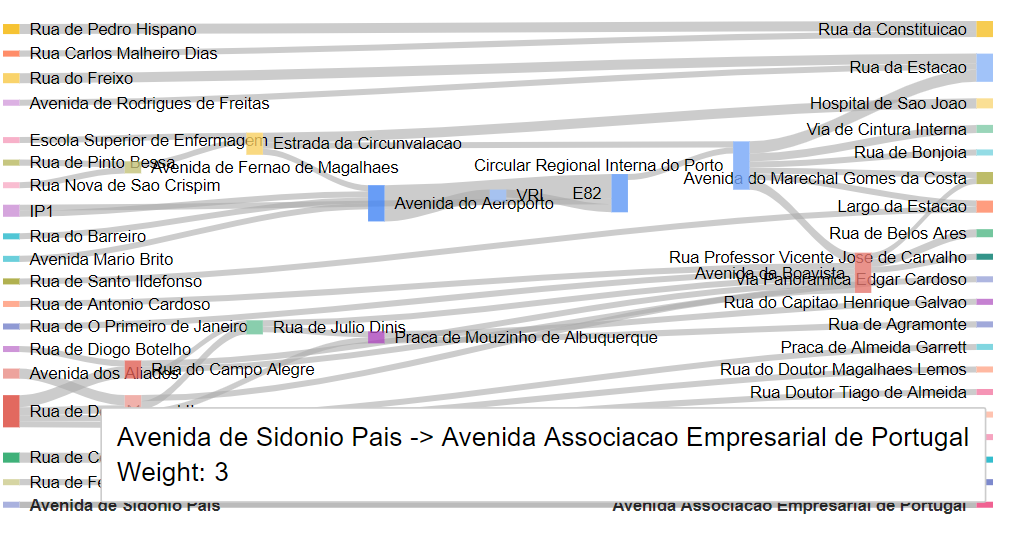 Rua de Pedro Hispano
Rua da Constituicao
Rua Carlos Malheiro Dias
Rua da Estacao
Rua do Freixo
Avenida de Rodrigues de Freitas
Hospital de Sao Joao
Via de Cintura Interna
Escola Superior de Enfermagem
Estrada da Circunvalacao
Rua de Bonjoia
Rua de Pinto Bessa
Avenida de Fernao de Magalhaes
Circular Regional Interna do Porto
Avenida do Marechal Gomes da Costa
Rua Nova de Sao Crispim
VRI
E82
Avenida do Aeroporto
IP1
Largo da Estacao
Rua do Barreiro
Rua de Belos Ares
Avenida Mario Brito
Rua Professor Vicente Jose de Carvalho
Avenida da Boavista
Rua de Santo Ildefonso
Via Panoramica Edgar Cardoso
Rua de Antonio Cardoso
Rua do Capitao Henrique Galvao
Rua de O Primeiro de Janeiro
Rua de Julio Dinis
Rua de Agramonte
Praca de Mouzinho de Albuquerque
Rua de Diogo Botelho
Praca de Almeida Garrett
Avenida dos Aliados
Rua do Campo Alegre
Rua do Doutor Magalhaes Lemos
Rua Doutor Tiago de Almeida
Rua de
Avenida de Sidonio Pais -> Avenida Associacao Empresarial de Portugal
Weight: 3
Rua de
Rua de
Avenida de Sidonio Pais
Avenida Associacao Empresarial de Portugal